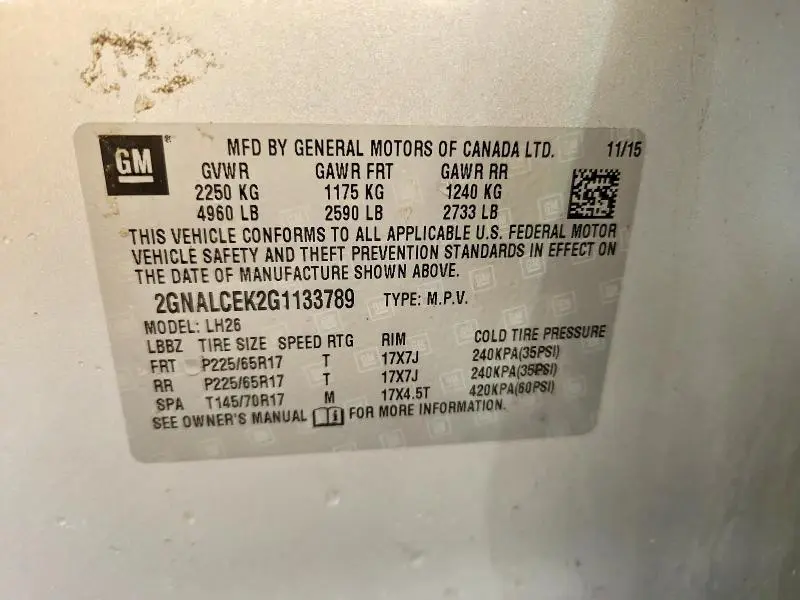 GM MFD BY GENERAL MOTORS OF CANADA LTD. 11/15
GVWR GAWR FRT GAWR RR
2250 KG 1175 KG 1240 KG
4960 LB 2590 LB 2733 LB
THIS VEHICLE CONFORMS TO ALL APPLICABLE U.S. FEDERAL MOTOR
VEHICLE SAFETY AND THEFT PREVENTION STANDARDS IN EFFECT ON
THE DATE OF MANUFACTURE SHOWN ABOVE.
2GNALCEK2G1133789 TYPE: M.P.V.
MODEL: LH26
LBBZ TIRE SIZE SPEED RTG RIM COLD TIRE PRESSURE
FRT P225/65R17 T 17X7J 240KPA(35PSI)
RR P225/65R17 T 17X7J 240KPA(35PSI)
SPA T145/70R17 M 17X4.5T 420KPA(60PSI)
SEE OWNER'S MANUAL FOR MORE INFORMATION.